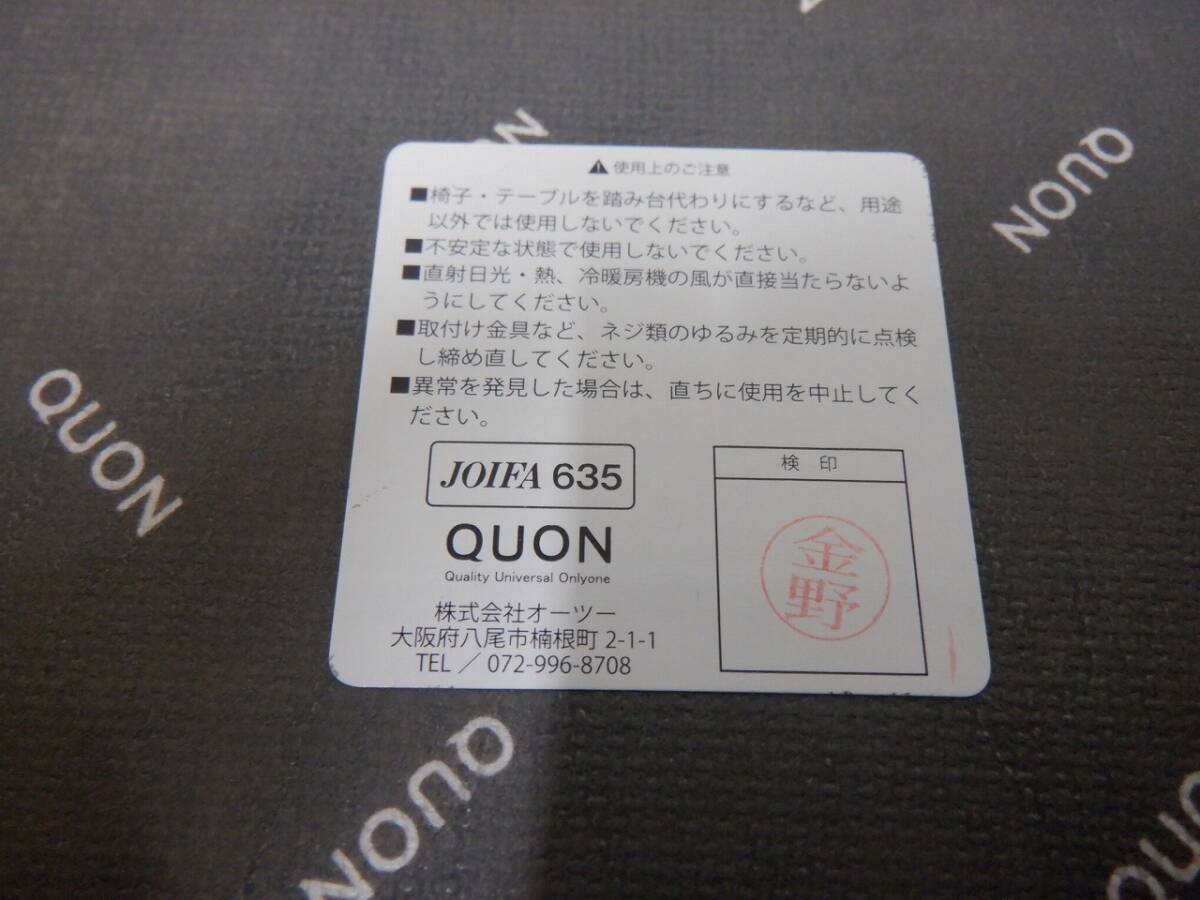 ⚠ 使用上のご注意
■椅子・テーブルを踏み台代わりにするなど、用途
以外では使用しないでください。
■不安定な状態で使用しないでください。
■直射日光・熱、冷暖房機の風が直接当たらないよ
うにしてください。
■取付け金具など、ネジ類のゆるみを定期的に点検
し締め直してください。
■異常を発見した場合は、直ちに使用を中止してく
ださい。
JOIFA 635
QUON
Quality Universal Onlyone
株式会社オーツー
大阪府八尾市楠根町 2-1-1
TEL／072-996-8708
検 印
金野
QUON
QUON
QUON
QUON